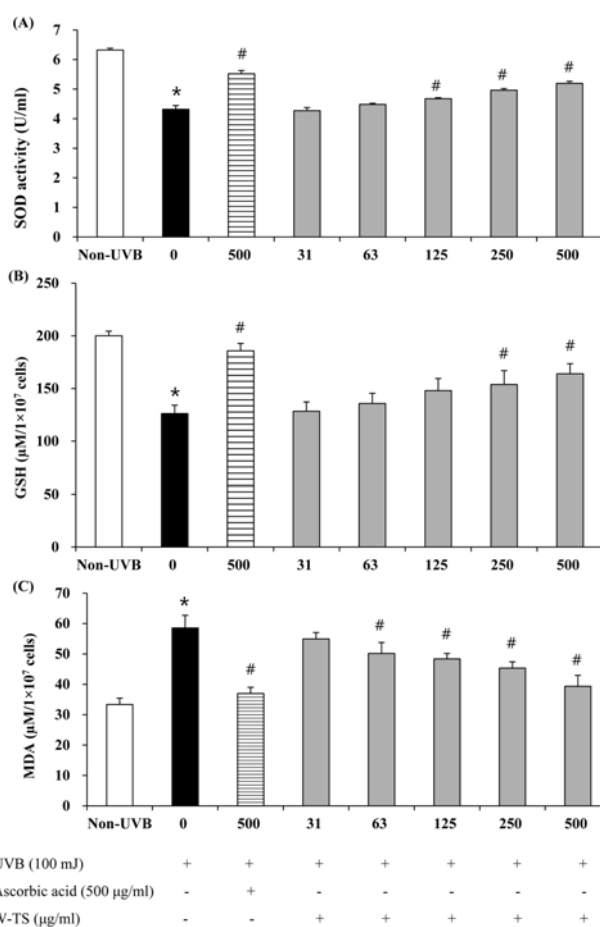 (A)
7
6
5
4
3
2
1
0
SOD activity (U/ml)
* # # # #
Non-UVB 0 500 31 63 125 250 500
(B)
250
200
150
100
50
0
GSH (μM/1×10⁷ cells)
* # # #
Non-UVB 0 500 31 63 125 250 500
(C)
70
60
50
40
30
20
10
0
MDA (μM/1×10⁷ cells)
* # # # # #
Non-UVB 0 500 31 63 125 250 500
UVB (100 mJ) + + + + + + +
Ascorbic acid (500 μg/ml) - + - - - - -
V-TS (μg/ml) - - + + + + +